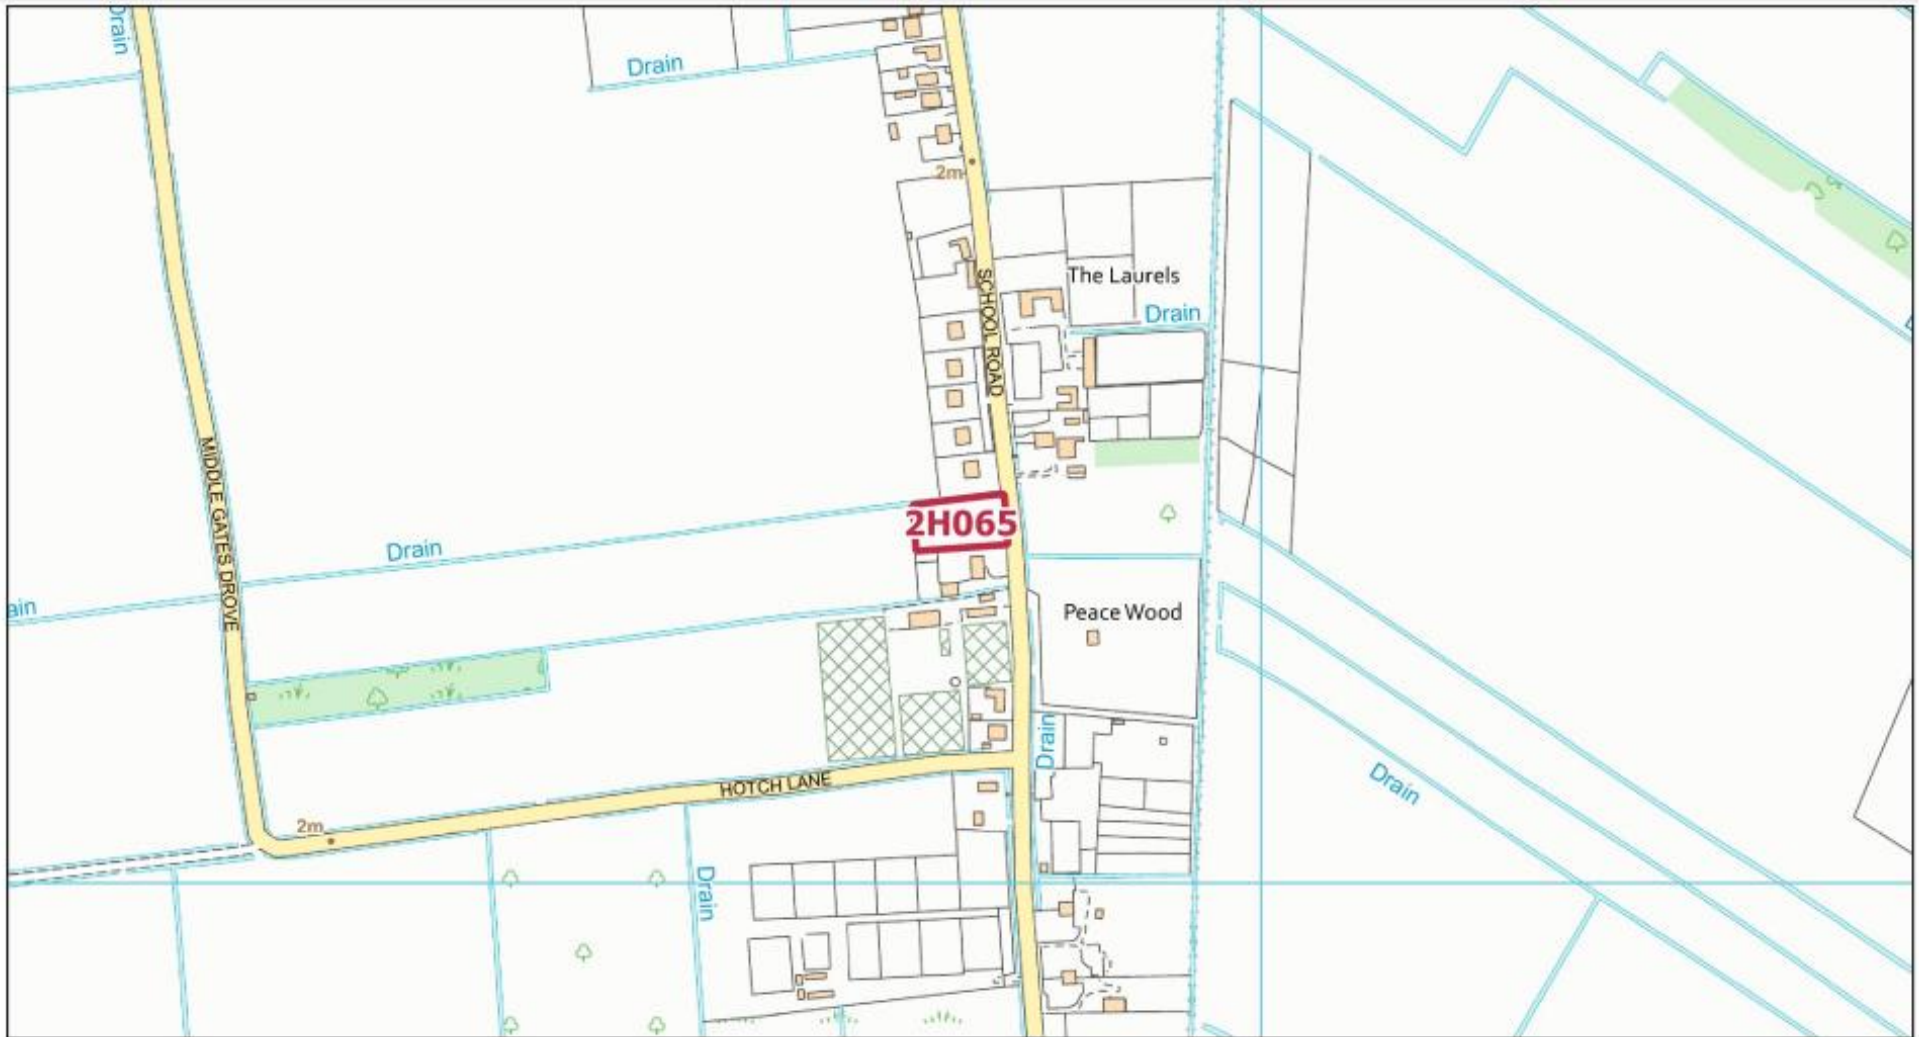 Drain
Drain
2m
The Laurels
SCHOOL ROAD
Drain
MIDDLE GATES DROVE
2H065
Drain
ain
Peace Wood
Drain
HOTCH LANE
Drain
2m
Drain